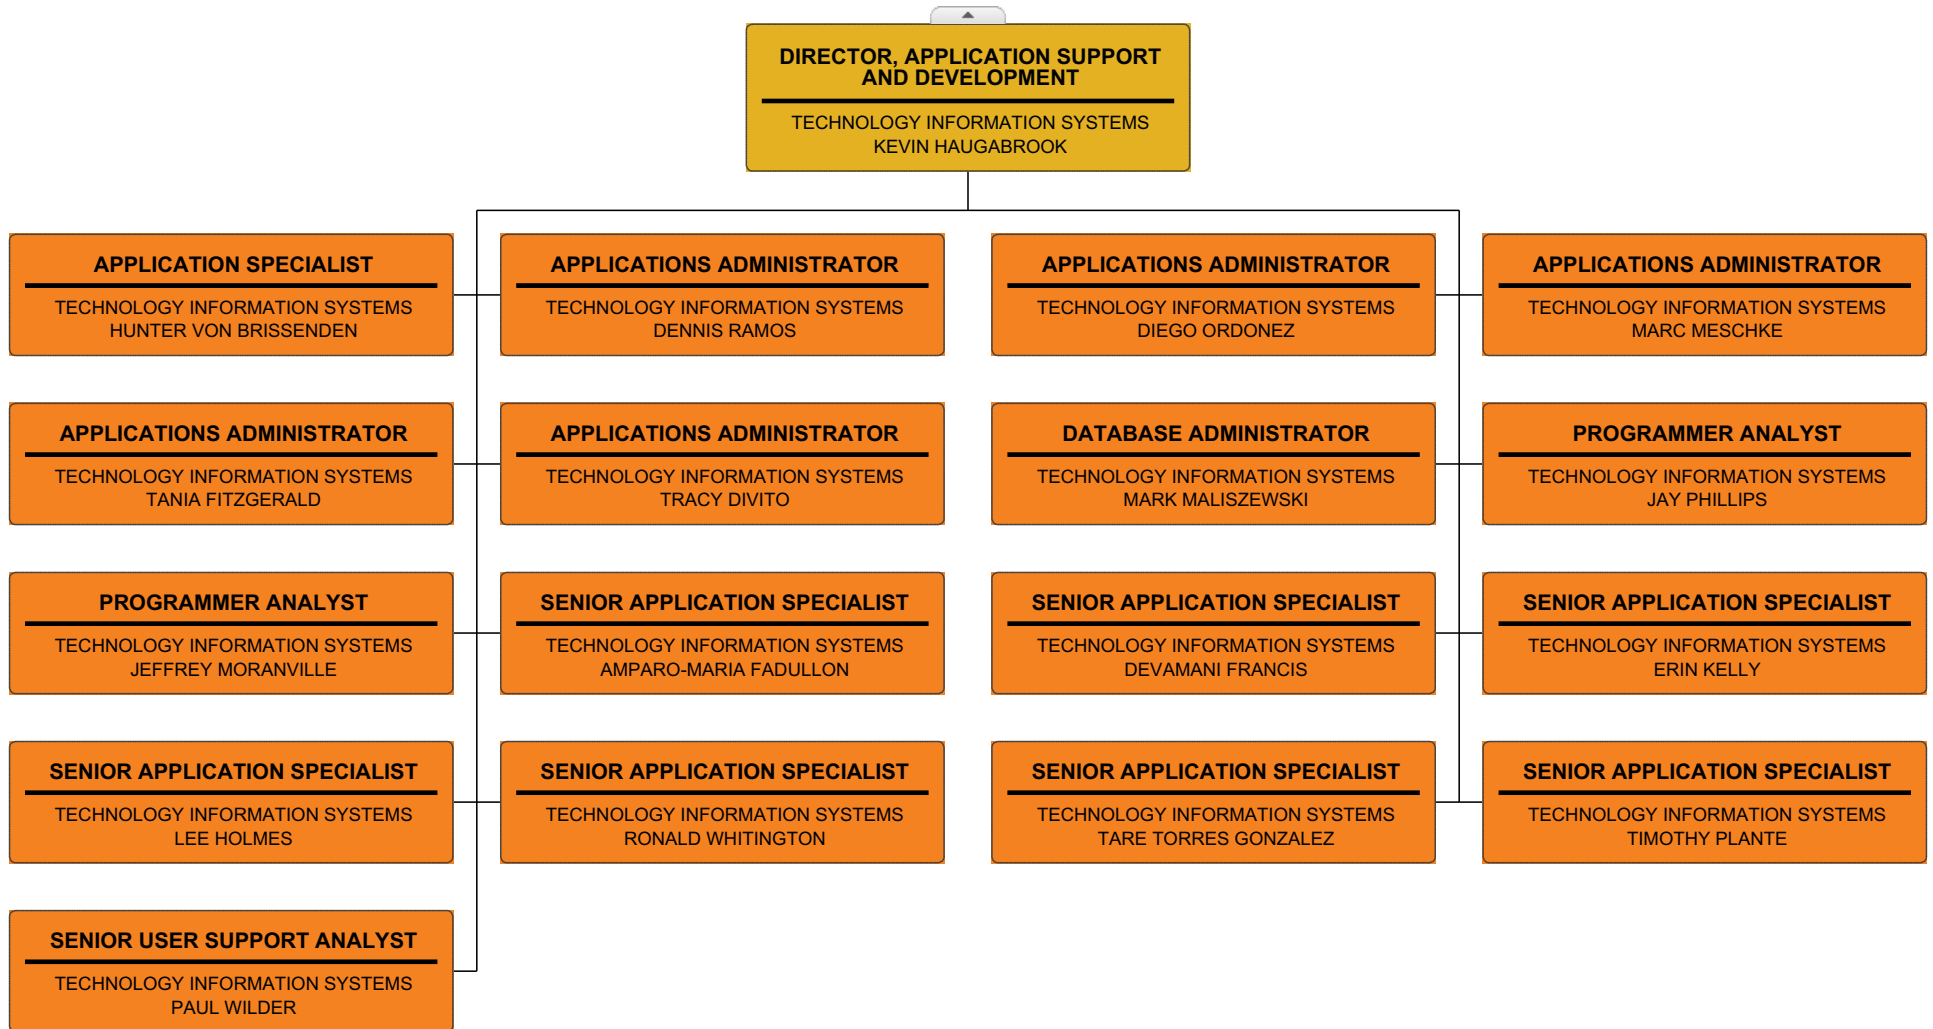 DIRECTOR, APPLICATION SUPPORT
AND DEVELOPMENT
TECHNOLOGY INFORMATION SYSTEMS
KEVIN HAUGABROOK
APPLICATION SPECIALIST
TECHNOLOGY INFORMATION SYSTEMS
HUNTER VON BRISSENDEN
APPLICATIONS ADMINISTRATOR
TECHNOLOGY INFORMATION SYSTEMS
DENNIS RAMOS
APPLICATIONS ADMINISTRATOR
TECHNOLOGY INFORMATION SYSTEMS
DIEGO ORDONEZ
APPLICATIONS ADMINISTRATOR
TECHNOLOGY INFORMATION SYSTEMS
MARC MESCHKE
APPLICATIONS ADMINISTRATOR
TECHNOLOGY INFORMATION SYSTEMS
TANIA FITZGERALD
APPLICATIONS ADMINISTRATOR
TECHNOLOGY INFORMATION SYSTEMS
TRACY DIVITO
DATABASE ADMINISTRATOR
TECHNOLOGY INFORMATION SYSTEMS
MARK MALISZEWSKI
PROGRAMMER ANALYST
TECHNOLOGY INFORMATION SYSTEMS
JAY PHILLIPS
PROGRAMMER ANALYST
TECHNOLOGY INFORMATION SYSTEMS
JEFFREY MORANVILLE
SENIOR APPLICATION SPECIALIST
TECHNOLOGY INFORMATION SYSTEMS
AMPARO-MARIA FADULLON
SENIOR APPLICATION SPECIALIST
TECHNOLOGY INFORMATION SYSTEMS
DEVAMANI FRANCIS
SENIOR APPLICATION SPECIALIST
TECHNOLOGY INFORMATION SYSTEMS
ERIN KELLY
SENIOR APPLICATION SPECIALIST
TECHNOLOGY INFORMATION SYSTEMS
LEE HOLMES
SENIOR APPLICATION SPECIALIST
TECHNOLOGY INFORMATION SYSTEMS
RONALD WHITINGTON
SENIOR APPLICATION SPECIALIST
TECHNOLOGY INFORMATION SYSTEMS
TARE TORRES GONZALEZ
SENIOR APPLICATION SPECIALIST
TECHNOLOGY INFORMATION SYSTEMS
TIMOTHY PLANTE
SENIOR USER SUPPORT ANALYST
TECHNOLOGY INFORMATION SYSTEMS
PAUL WILDER